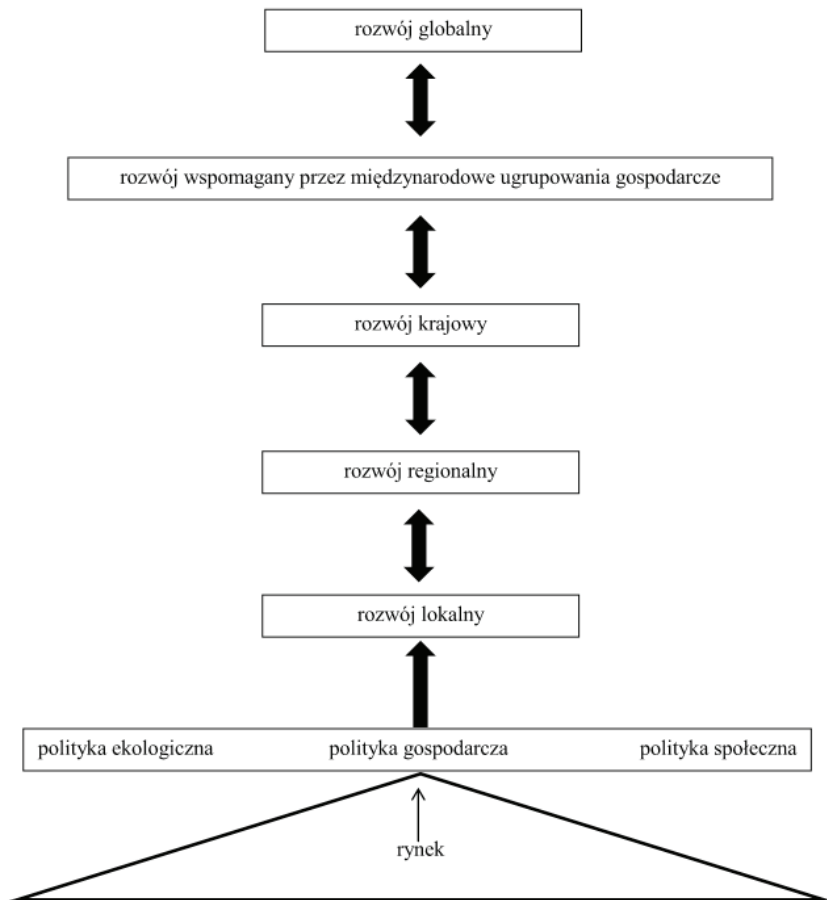 rozwój globalny
rozwój wspomagany przez międzynarodowe ugrupowania gospodarcze
rozwój krajowy
rozwój regionalny
rozwój lokalny
polityka ekologiczna polityka gospodarcza polityka społeczna
rynek